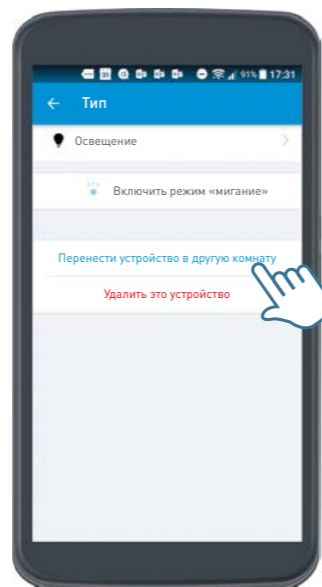 91% 17:31
Тип
Освещение
Включить режим «мигание»
Перенести устройство в другую комнату
Удалить это устройство